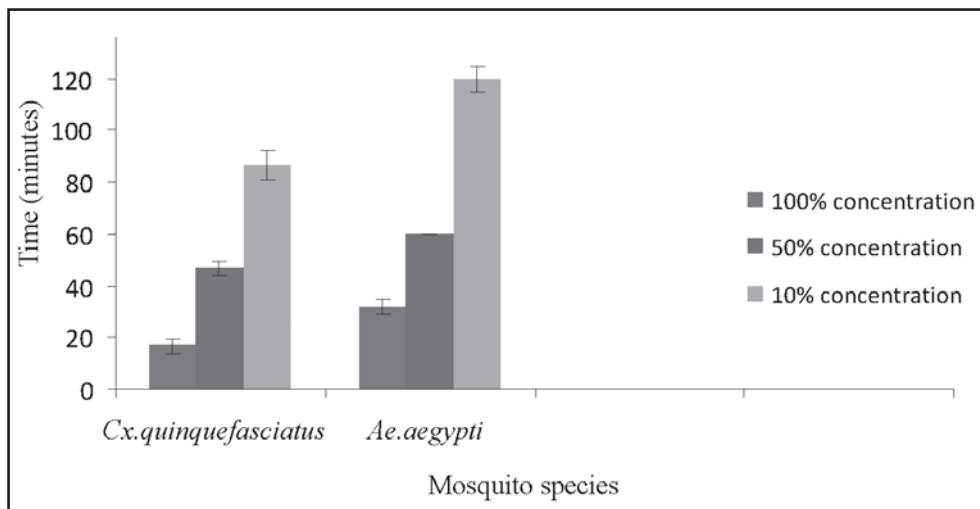 Time (minutes)
120
100
80
60
40
20
0
100% concentration
50% concentration
10% concentration
Cx.quinquefasciatus
Ae.aegypti
Mosquito species